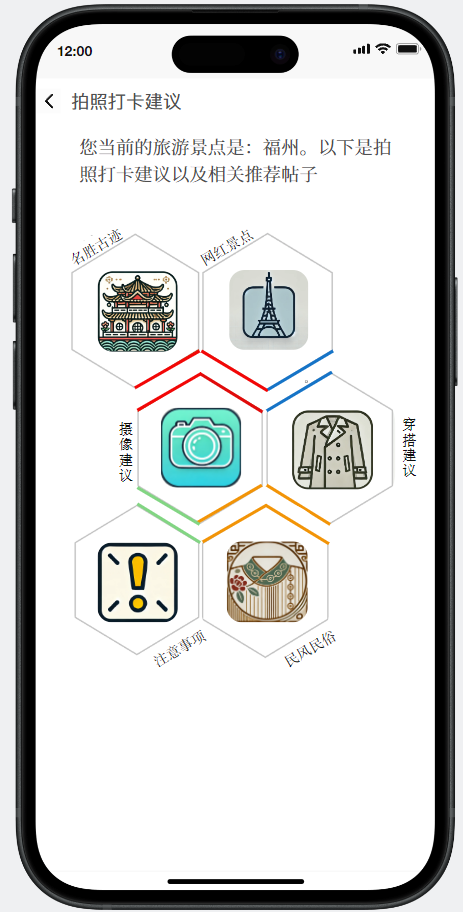 12:00
拍照打卡建议
您当前的旅游景点是：福州。以下是拍
照打卡建议以及相关推荐帖子
名胜古迹
网红景点
摄像建议
穿搭建议
注意事项
民风民俗